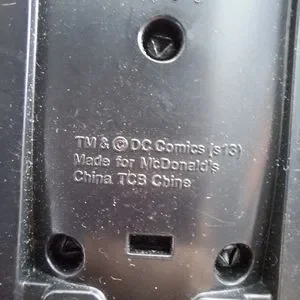 TM & © DC Comics (s13)
Made for McDonald's
China TCB Chine